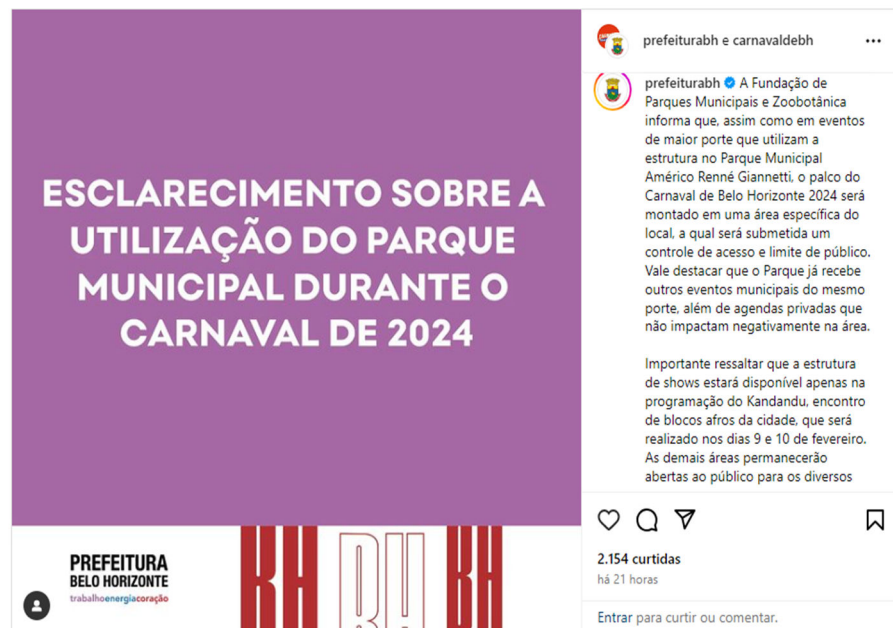 ESCLARECIMENTO SOBRE A
UTILIZAÇÃO DO PARQUE
MUNICIPAL DURANTE O
CARNAVAL DE 2024
PREFEITURA
BELO HORIZONTE
trabalhoenergiacoração
BH BH BH
prefeiturabh e carnavaldebh
prefeiturabh A Fundação de
Parques Municipais e Zoobotânica
informa que, assim como em eventos
de maior porte que utilizam a
estrutura no Parque Municipal
Américo Renné Giannetti, o palco do
Carnaval de Belo Horizonte 2024 será
montado em uma área específica do
local, a qual será submetida um
controle de acesso e limite de público.
Vale destacar que o Parque já recebe
outros eventos municipais do mesmo
porte, além de agendas privadas que
não impactam negativamente na área.
Importante ressaltar que a estrutura
de shows estará disponível apenas na
programação do Kandandu, encontro
de blocos afros da cidade, que será
realizado nos dias 9 e 10 de fevereiro.
As demais áreas permanecerão
abertas ao público para os diversos
2.154 curtidas
há 21 horas
Entrar para curtir ou comentar.